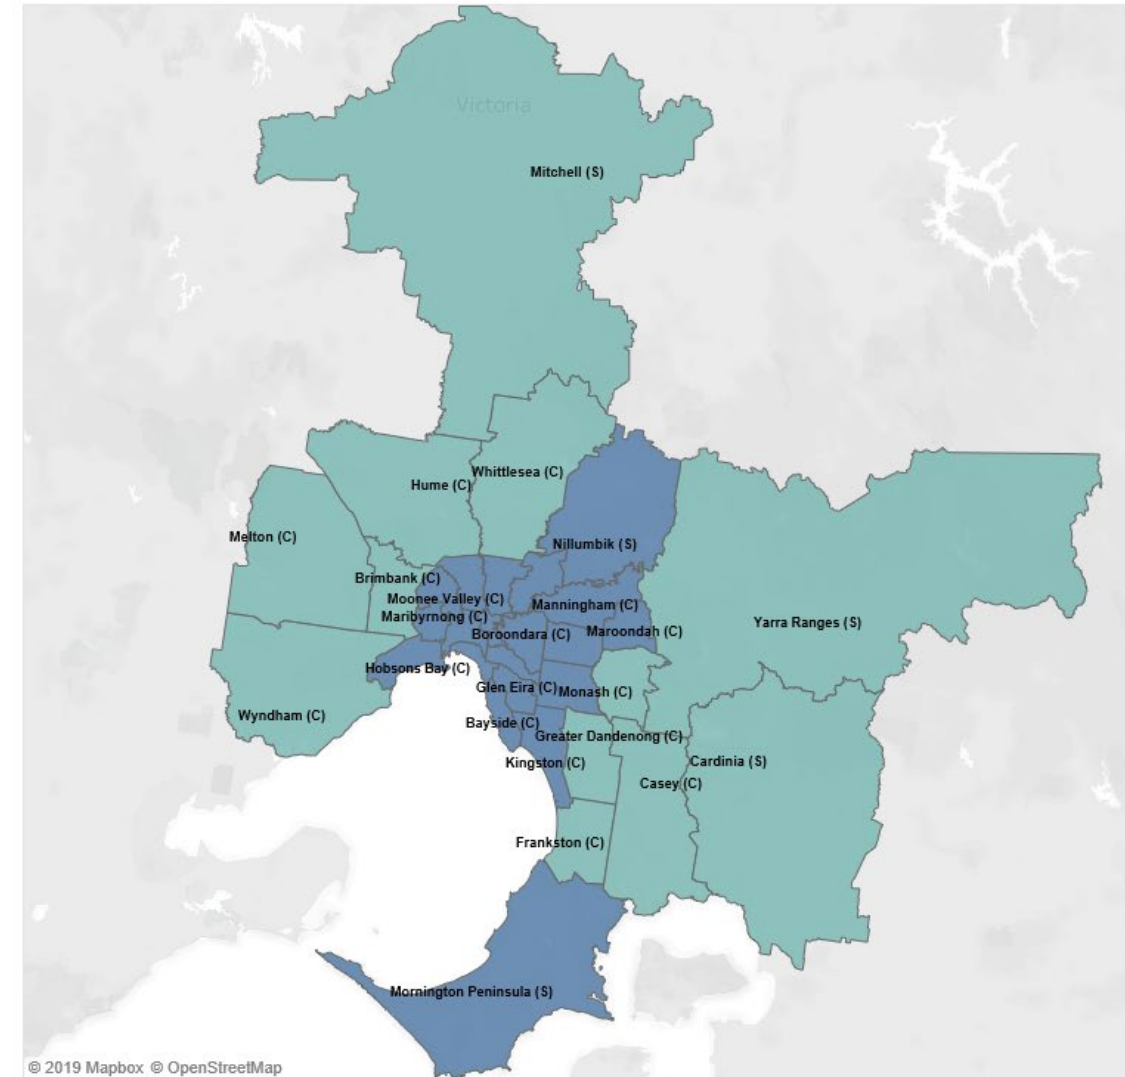 Victoria
Mitchell (S)
Whittlesea (C)
Hume (C)
Melton (C)
Nillumbik (S)
Brimbank (C)
Moonee Valley (C)
Manningham (C)
Maribyrnong (C)
Yarra Ranges (S)
Boroondara (C)
Maroondah (C)
Hobsons Bay (C)
Glen Eira (C)
Monash (C)
Wyndham (C)
Bayside (C)
Greater Dandenong (C)
Kingston (C)
Cardinia (S)
Casey (C)
Frankston (C)
Mornington Peninsula (S)
© 2019 Mapbox © OpenStreetMap